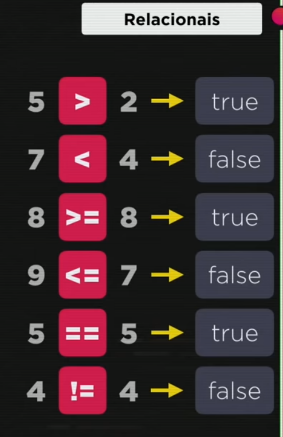 Relacionais
5 > 2 → true
7 < 4 → false
8 >= 8 → true
9 <= 7 → false
5 == 5 → true
4 != 4 → false